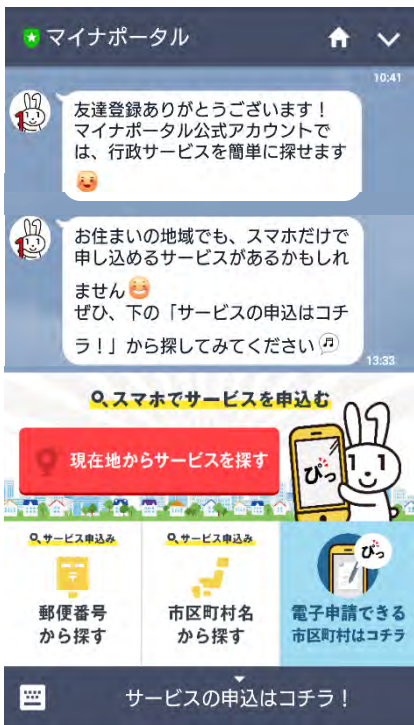 マイナポータル
10:41
友達登録ありがとうございます！
マイナポータル公式アカウントで
は、行政サービスを簡単に探せます
お住まいの地域でも、スマホだけで
申し込めるサービスがあるかもしれ
ません
ぜひ、下の「サービスの申込はコチ
ラ！」から探してみてください
13:33
スマホでサービスを申込む
現在地からサービスを探す
ぴっ
サービス申込み
郵便番号
から探す
サービス申込み
市区町村名
から探す
ぴっ
電子申請できる
市区町村はコチラ
サービスの申込はコチラ！